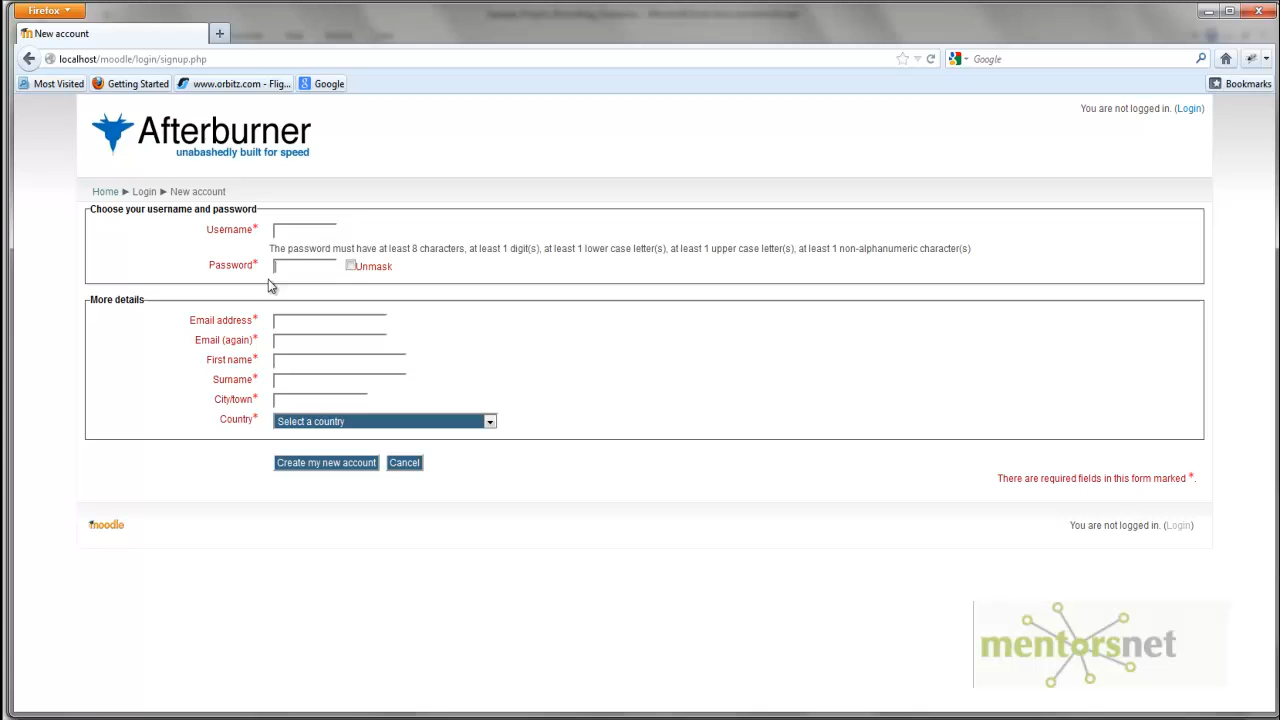 Firefox
New account
localhost/moodle/login/signup.php
Google
Most Visited
Getting Started
www.orbitz.com - Flig...
Google
Bookmarks
You are not logged in. (Login)
Afterburner
unabashedly built for speed
Home ► Login ► New account
Choose your username and password
Username*
The password must have at least 8 characters, at least 1 digit(s), at least 1 lower case letter(s), at least 1 upper case letter(s), at least 1 non-alphanumeric character(s)
Password*
Unmask
More details
Email address*
Email (again)*
First name*
Surname*
City/town*
Country*
Select a country
Create my new account
Cancel
There are required fields in this form marked *.
moodle
You are not logged in. (Login)
mentorsnet